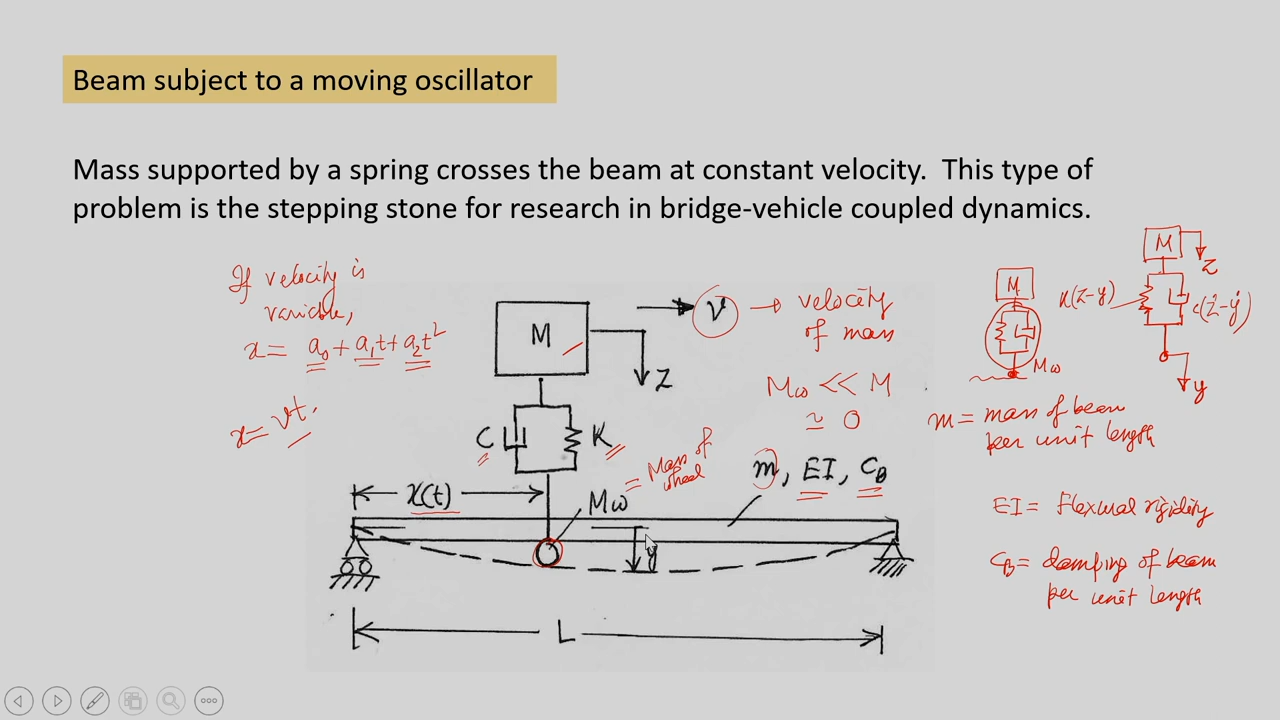 Beam subject to a moving oscillator
Mass supported by a spring crosses the beam at constant velocity. This type of
problem is the stepping stone for research in bridge-vehicle coupled dynamics.
If velocity is
variable,
x = a₀ + a₁t + a₂t²
x = vt.
M
V → velocity
of mass
Z
Mω << M
≃ 0
C
K
x(t)
Mω = Mass of
wheel
m, EI, C_B
y
L
M
Mω
M
Z
K(Z-y)
c(ż-ẏ)
y
m = mass of beam
per unit length
EI = Flexural rigidity
C_B = damping of beam
per unit length